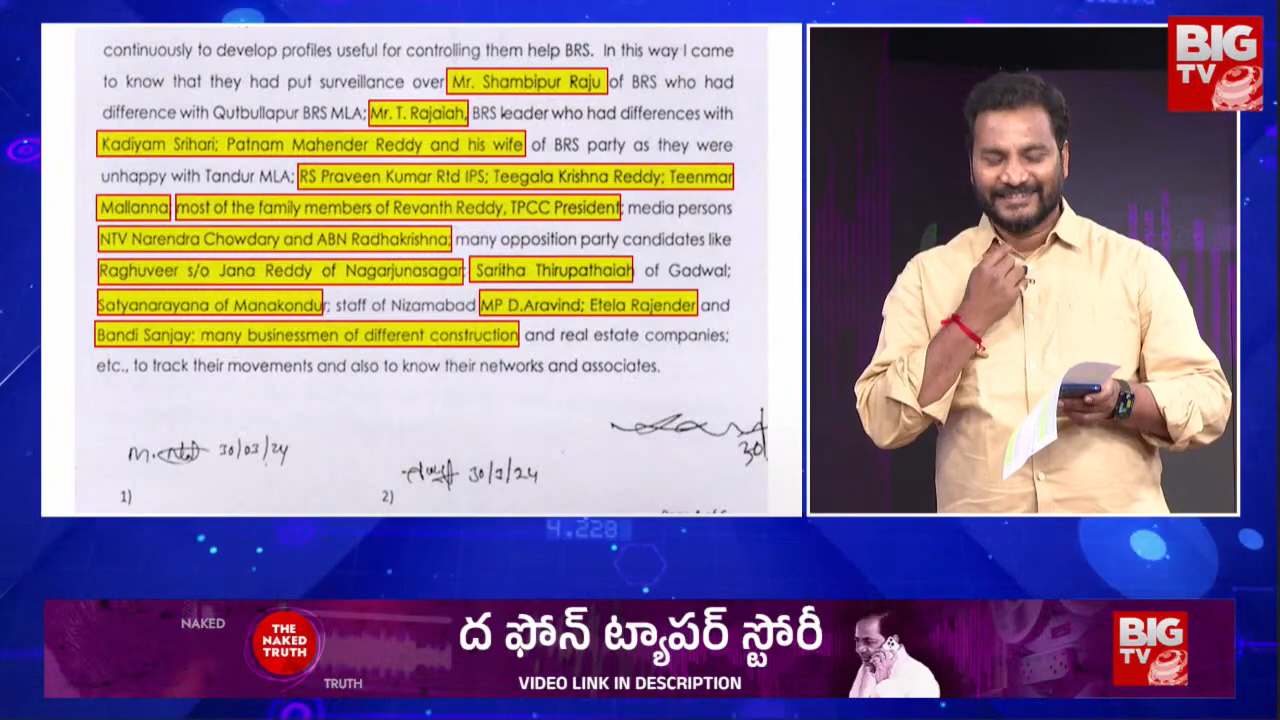 continuously to develop profiles useful for controlling them help BRS. In this way I came
to know that they had put surveillance over Mr. Shambipur Raju of BRS who had
difference with Qutbullapur BRS MLA; Mr. T. Rajaiah, BRS leader who had differences with
Kadiyam Srihari; Patnam Mahender Reddy and his wife of BRS party as they were
unhappy with Tandur MLA; RS Praveen Kumar Rtd IPS; Teegala Krishna Reddy; Teenmar
Mallanna; most of the family members of Revanth Reddy, TPCC President; media persons
NTV Narendra Chowdary and ABN Radhakrishna; many opposition party candidates like
Raghuveer s/o Jana Reddy of Nagarjunasagar; Saritha Thirupathaiah of Gadwal;
Satyanarayana of Manakondur; staff of Nizamabad MP D.Aravind; Etela Rajender and
Bandi Sanjay; many businessmen of different construction and real estate companies;
etc., to track their movements and also to know their networks and associates.
30/03/24
30/3/24
30
1)
2)
BIG
TV
4.228
NAKED
THE
NAKED
TRUTH
TRUTH
ద ఫోన్ ట్యాపర్ స్టోరీ
VIDEO LINK IN DESCRIPTION
BIG
TV